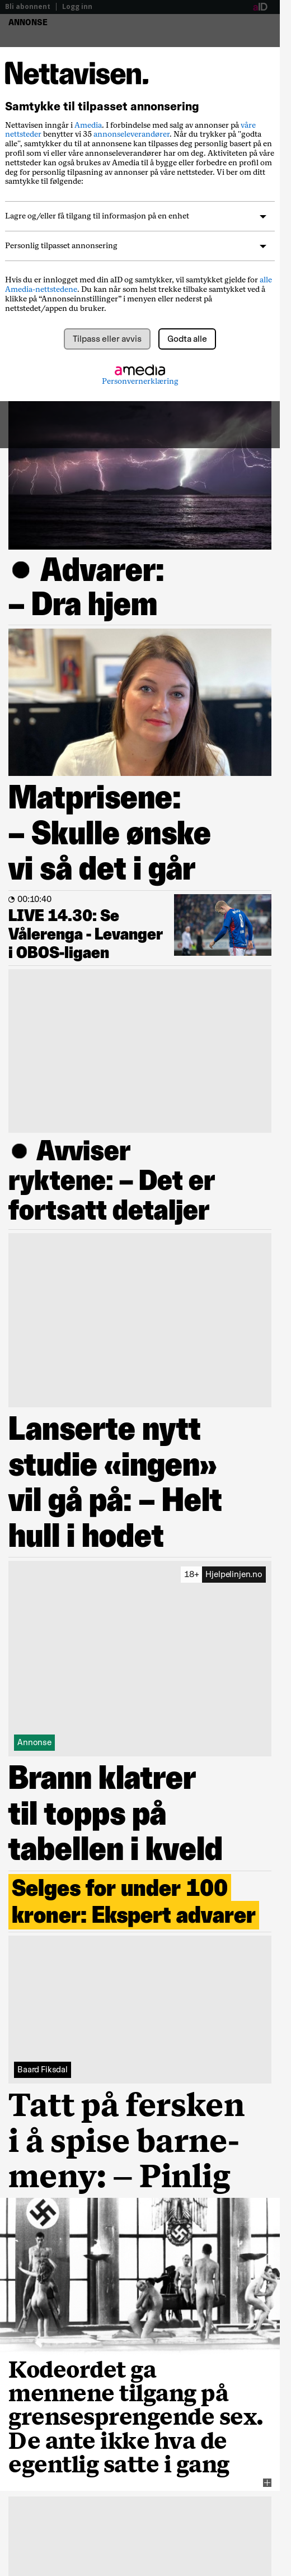 Bli abonnent | Logg inn
aID
ANNONSE
Nettavisen.
Samtykke til tilpasset annonsering
Nettavisen inngår i Amedia. I forbindelse med salg av annonser på våre
nettsteder benytter vi 35 annonseleverandører. Når du trykker på "godta
alle", samtykker du til at annonsene kan tilpasses deg personlig basert på en
profil som vi eller våre annonseleverandører har om deg. Aktiviteten på våre
nettsteder kan også brukes av Amedia til å bygge eller forbedre en profil om
deg for personlig tilpasning av annonser på våre nettsteder. Vi ber om ditt
samtykke til følgende:
Lagre og/eller få tilgang til informasjon på en enhet
Personlig tilpasset annonsering
Hvis du er innlogget med din aID og samtykker, vil samtykket gjelde for alle
Amedia-nettstedene. Du kan når som helst trekke tilbake samtykket ved å
klikke på “Annonseinnstillinger” i menyen eller nederst på
nettstedet/appen du bruker.
Tilpass eller avvis
Godta alle
amedia
Personvernerklæring
Advarer:
– Dra hjem
Matprisene:
– Skulle ønske
vi så det i går
00:10:40
LIVE 14.30: Se
Vålerenga - Levanger
i OBOS-ligaen
Avviser
ryktene: – Det er
fortsatt detaljer
Lanserte nytt
studie «ingen»
vil gå på: – Helt
hull i hodet
18+ Hjelpelinjen.no
Annonse
Brann klatrer
til topps på
tabellen i kveld
Selges for under 100
kroner: Ekspert advarer
Baard Fiksdal
Tatt på fersken
i å spise barne-
meny: – Pinlig
Kodeordet ga
mennene tilgang på
grensesprengende sex.
De ante ikke hva de
egentlig satte i gang